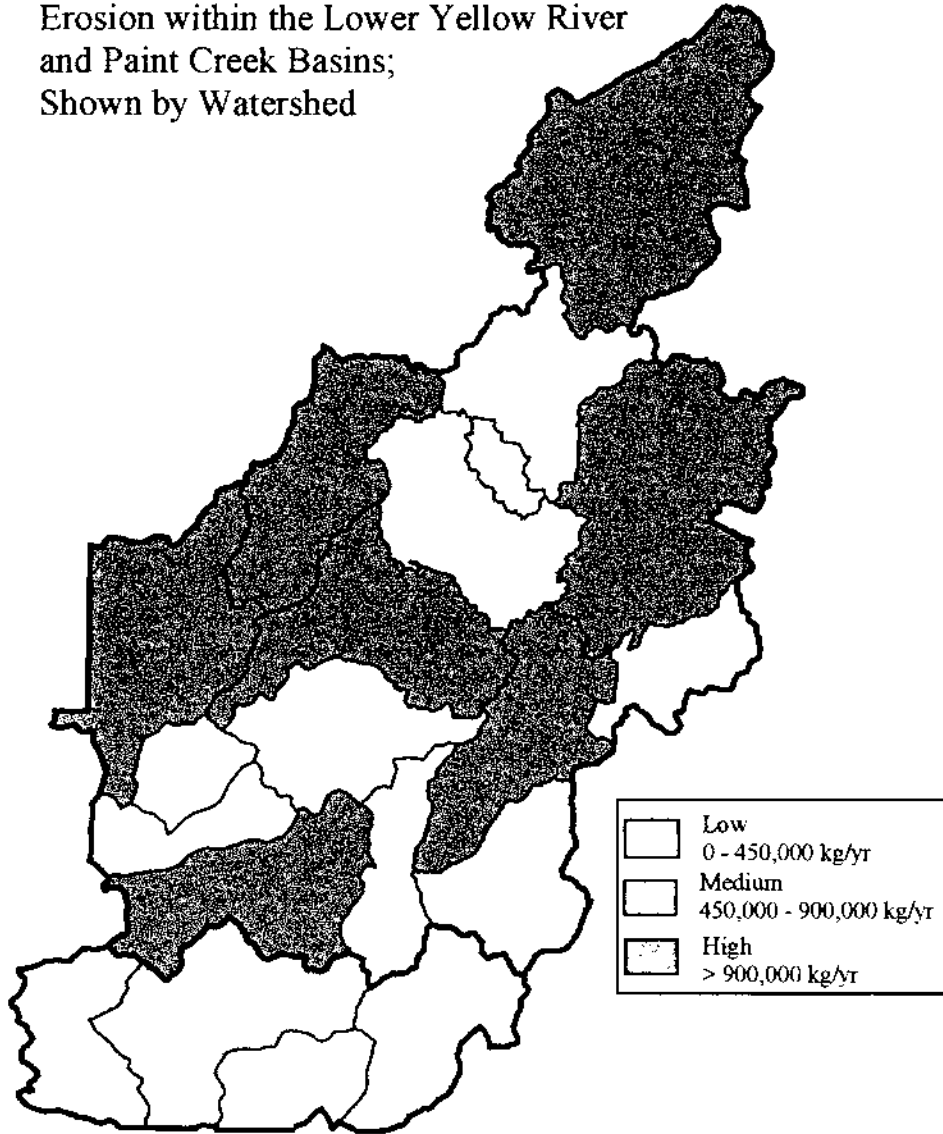 Erosion within the Lower Yellow River
and Paint Creek Basins;
Shown by Watershed
Low
0 - 450,000 kg/yr
Medium
450,000 - 900,000 kg/yr
High
> 900,000 kg/yr